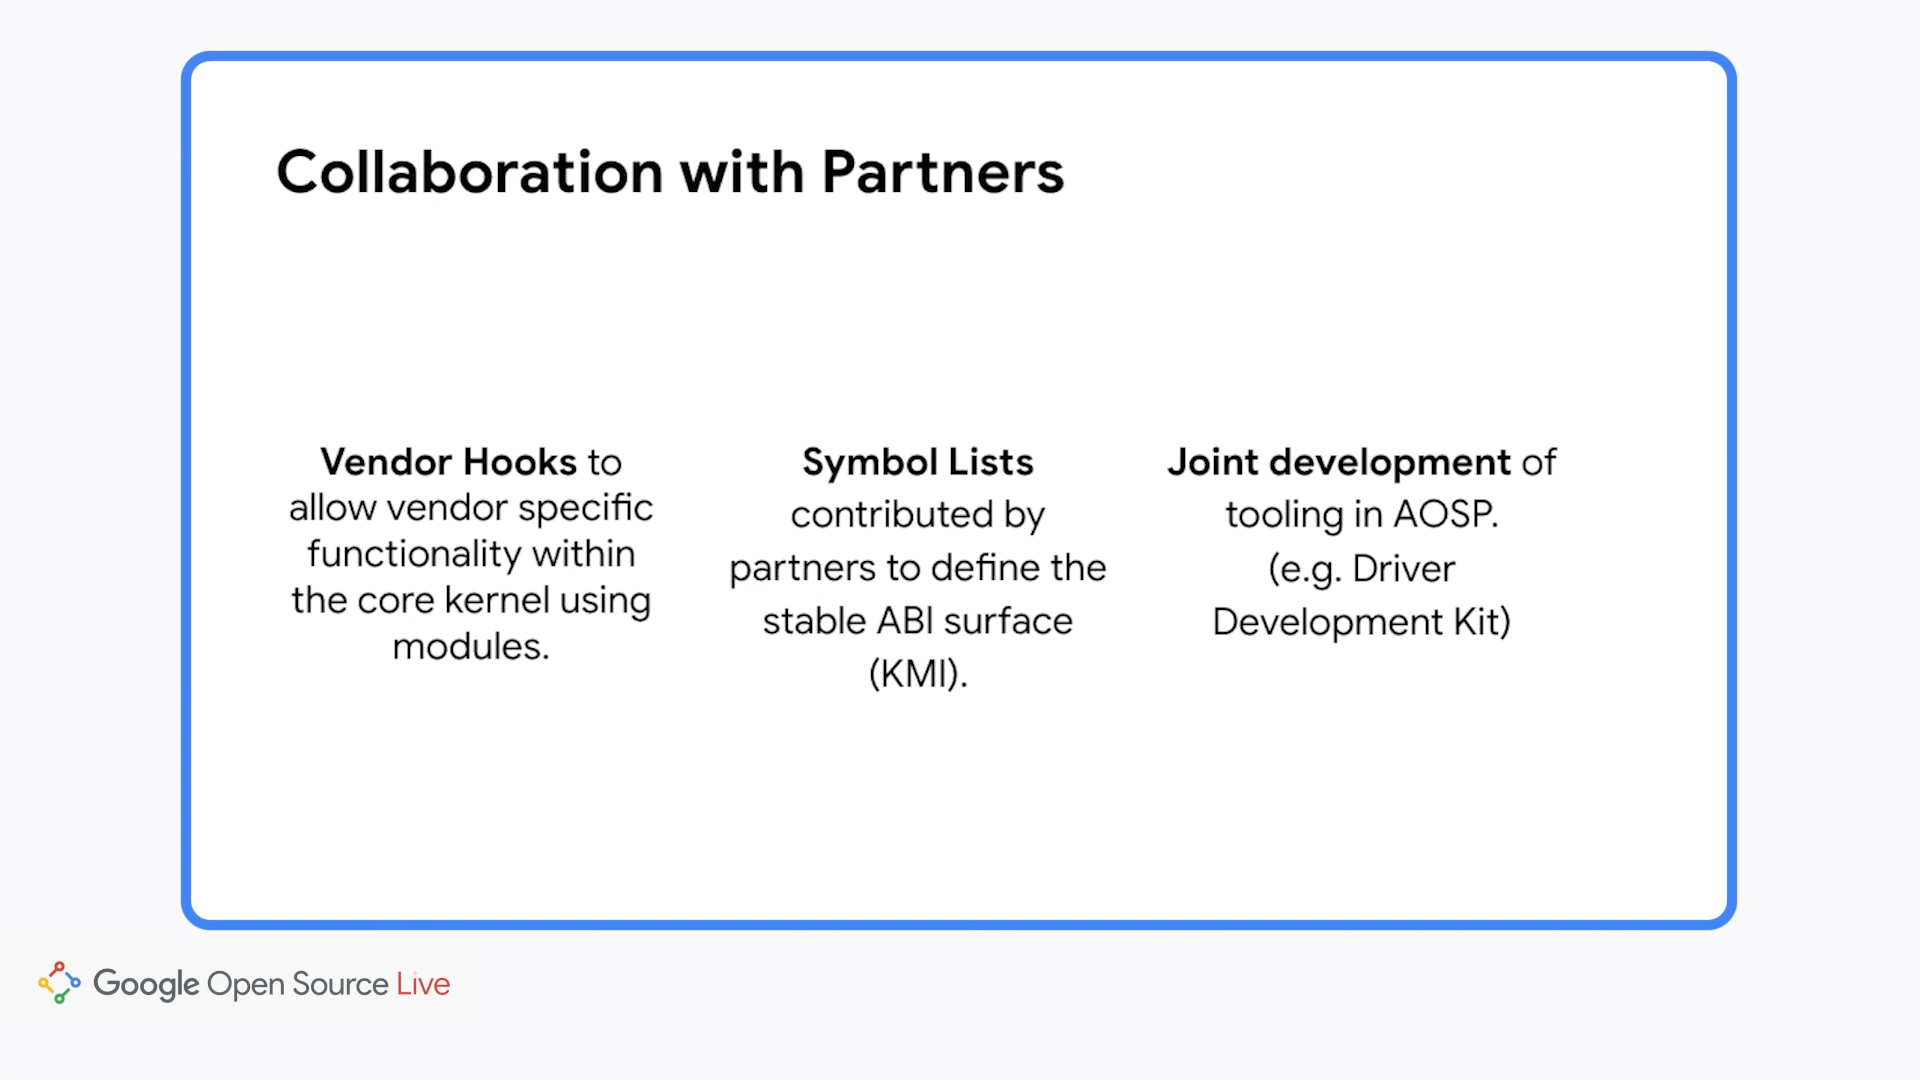 Collaboration with Partners
Vendor Hooks to
allow vendor specific
functionality within
the core kernel using
modules.
Symbol Lists
contributed by
partners to define the
stable ABI surface
(KMI).
Joint development of
tooling in AOSP.
(e.g. Driver
Development Kit)
Google Open Source Live